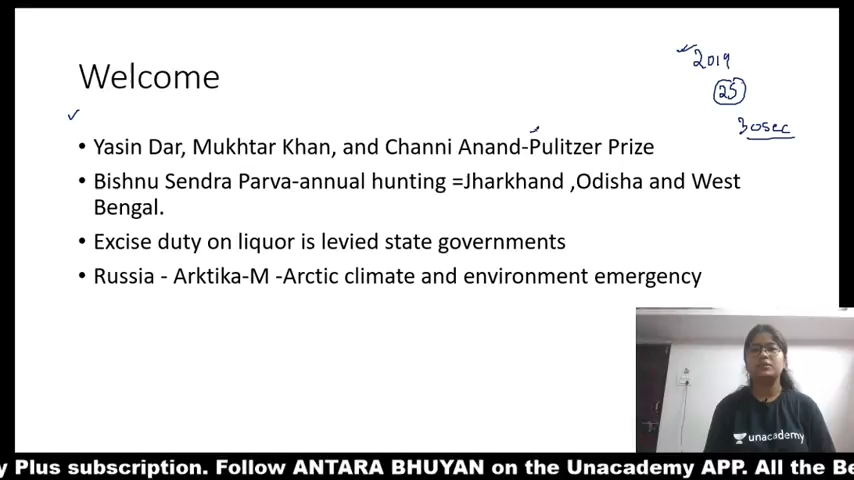 Welcome
2019
25
30sec
• Yasin Dar, Mukhtar Khan, and Channi Anand-Pulitzer Prize
• Bishnu Sendra Parva-annual hunting =Jharkhand ,Odisha and West
Bengal.
• Excise duty on liquor is levied state governments
• Russia - Arktika-M -Arctic climate and environment emergency
unacademy
y Plus subscription. Follow ANTARA BHUYAN on the Unacademy APP. All the Be